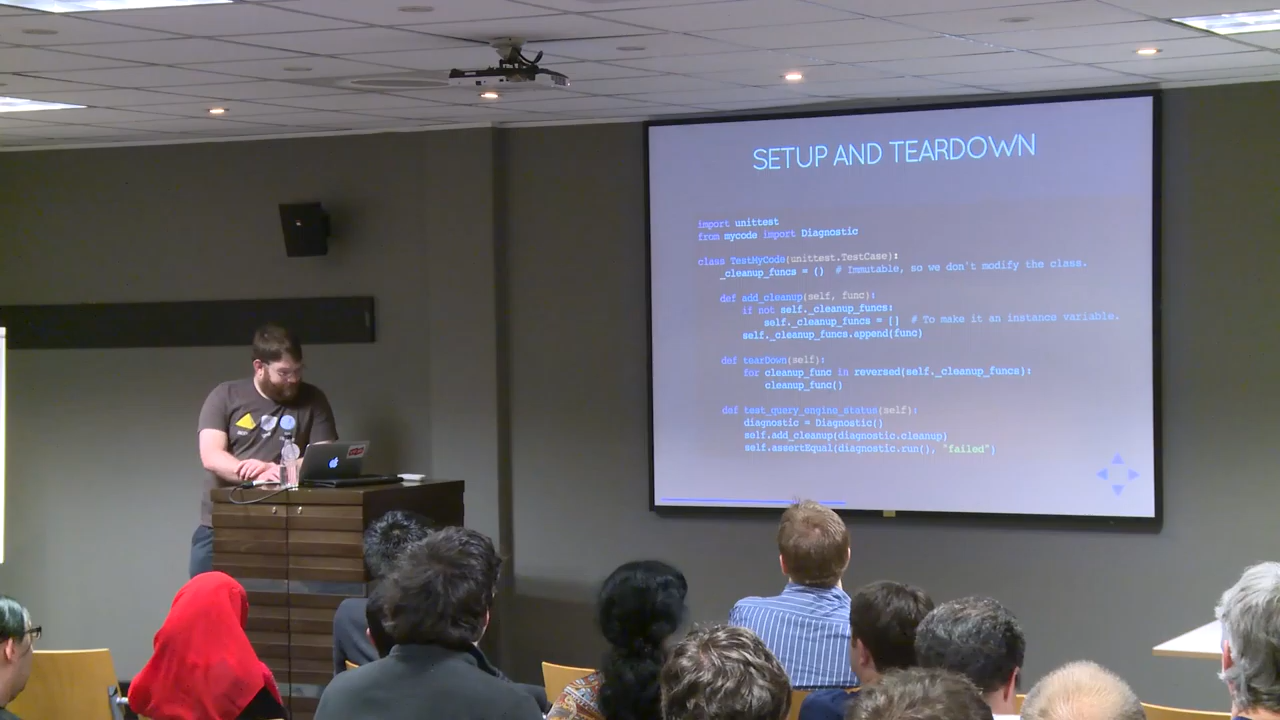 SETUP AND TEARDOWN
import unittest
from mycode import Diagnostic
class TestMyCode(unittest.TestCase):
_cleanup_funcs = () # Immutable, so we don't modify the class.
def add_cleanup(self, func):
if not self._cleanup_funcs:
self._cleanup_funcs = [] # To make it an instance variable.
self._cleanup_funcs.append(func)
def tearDown(self):
for cleanup_func in reversed(self._cleanup_funcs):
cleanup_func()
def test_query_engine_status(self):
diagnostic = Diagnostic()
self.add_cleanup(diagnostic.cleanup)
self.assertEqual(diagnostic.run(), "failed")